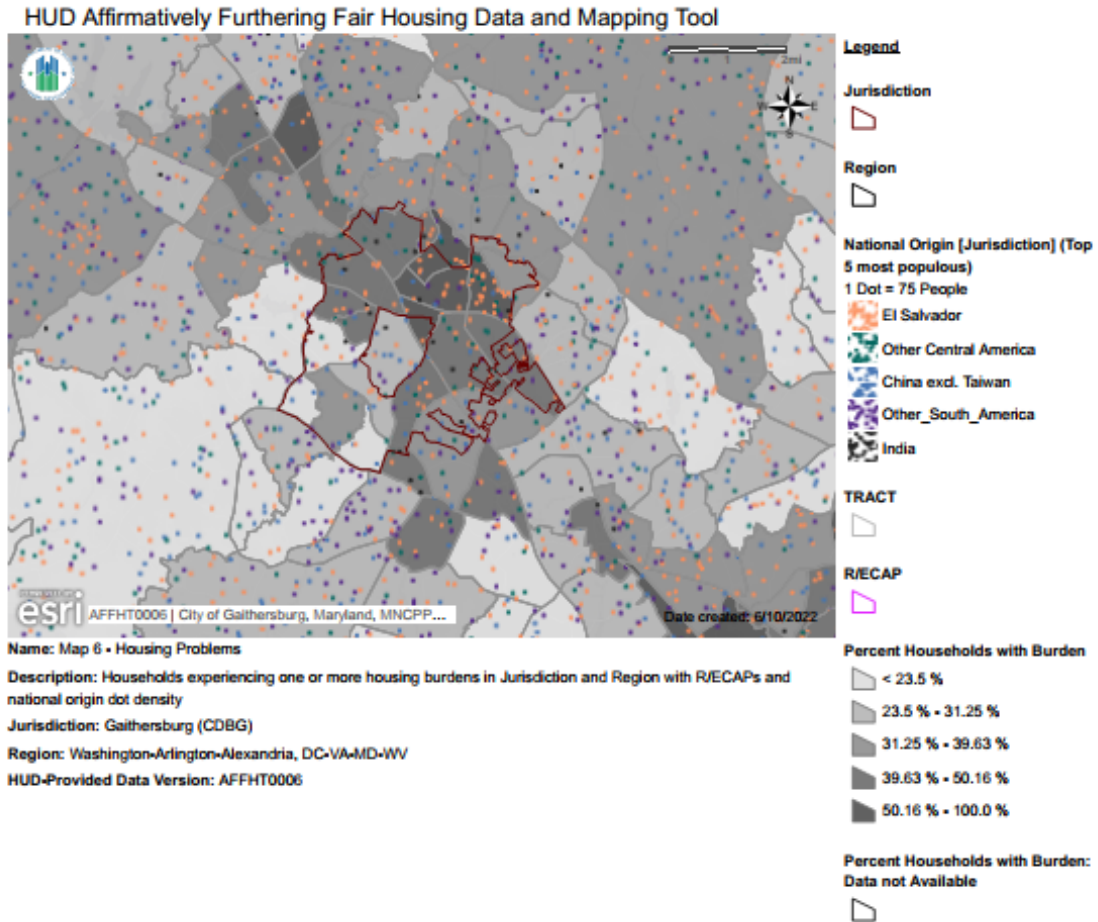 HUD Affirmatively Furthering Fair Housing Data and Mapping Tool
1 2mi
N
W E
S
POWERED BY
esri
AFFHT0006 | City of Gaithersburg, Maryland, MNCPP...
Date created: 6/10/2022
Name: Map 6 - Housing Problems
Description: Households experiencing one or more housing burdens in Jurisdiction and Region with R/ECAPs and
national origin dot density
Jurisdiction: Gaithersburg (CDBG)
Region: Washington-Arlington-Alexandria, DC-VA-MD-WV
HUD-Provided Data Version: AFFHT0006
Legend
Jurisdiction
Region
National Origin [Jurisdiction] (Top
5 most populous)
1 Dot = 75 People
El Salvador
Other Central America
China excl. Taiwan
Other_South_America
India
TRACT
R/ECAP
Percent Households with Burden
< 23.5 %
23.5 % - 31.25 %
31.25 % - 39.63 %
39.63 % - 50.16 %
50.16 % - 100.0 %
Percent Households with Burden:
Data not Available